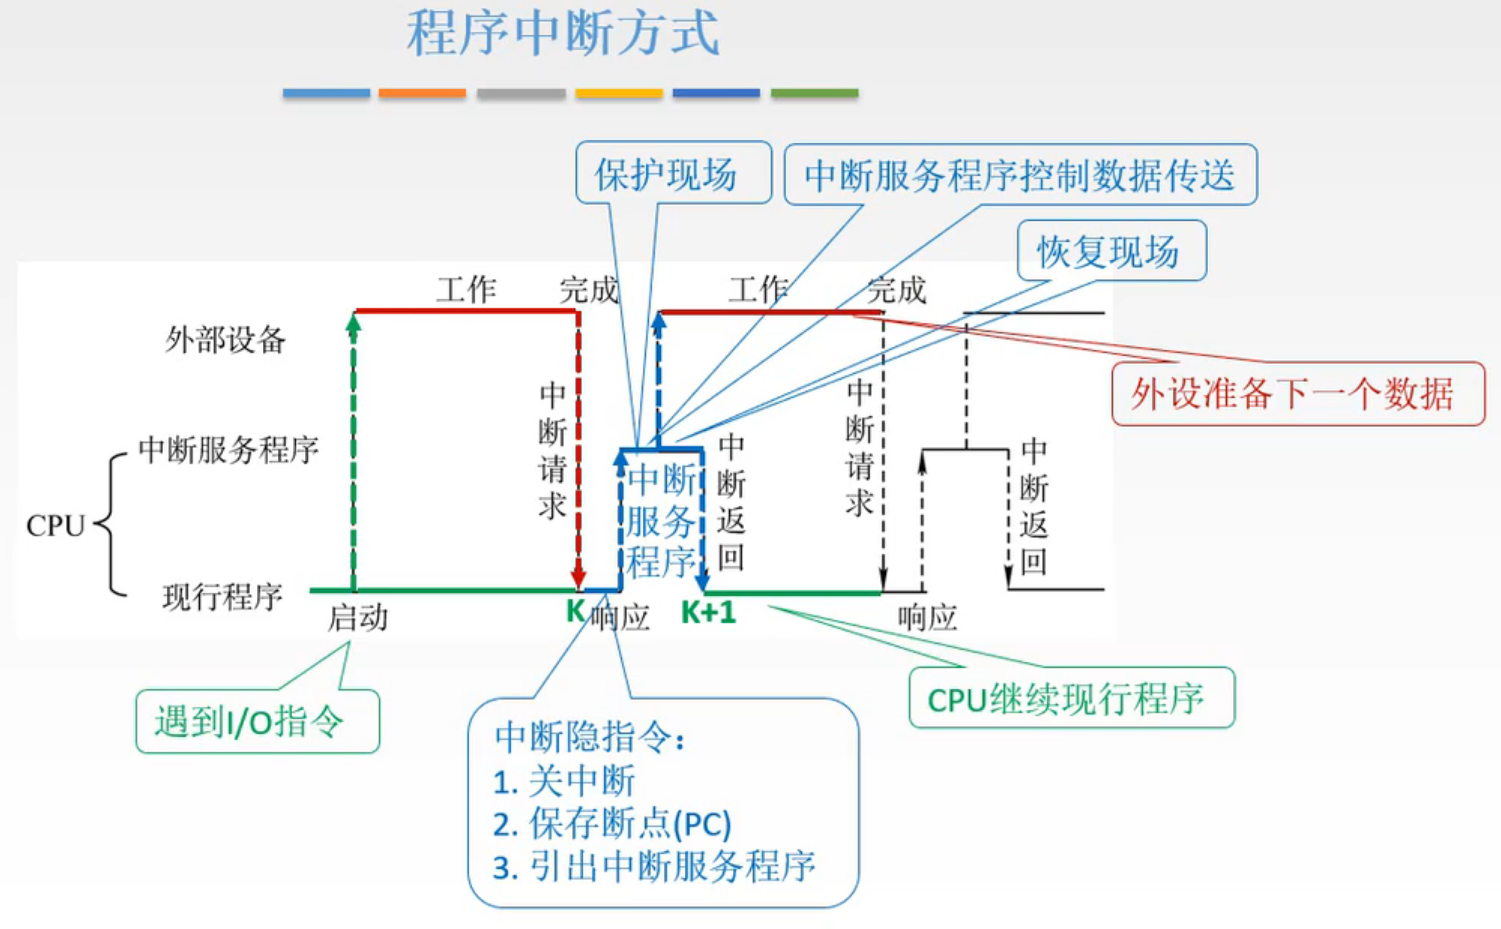 程序中断方式
保护现场
中断服务程序控制数据传送
恢复现场
工作
完成
工作
完成
外部设备
外设准备下一个数据
中断请求
中断请求
中断服务程序
中断服务程序
中断返回
中断返回
CPU
现行程序
启动
K
响应
K+1
响应
遇到I/O指令
CPU继续现行程序
中断隐指令：
1. 关中断
2. 保存断点(PC)
3. 引出中断服务程序